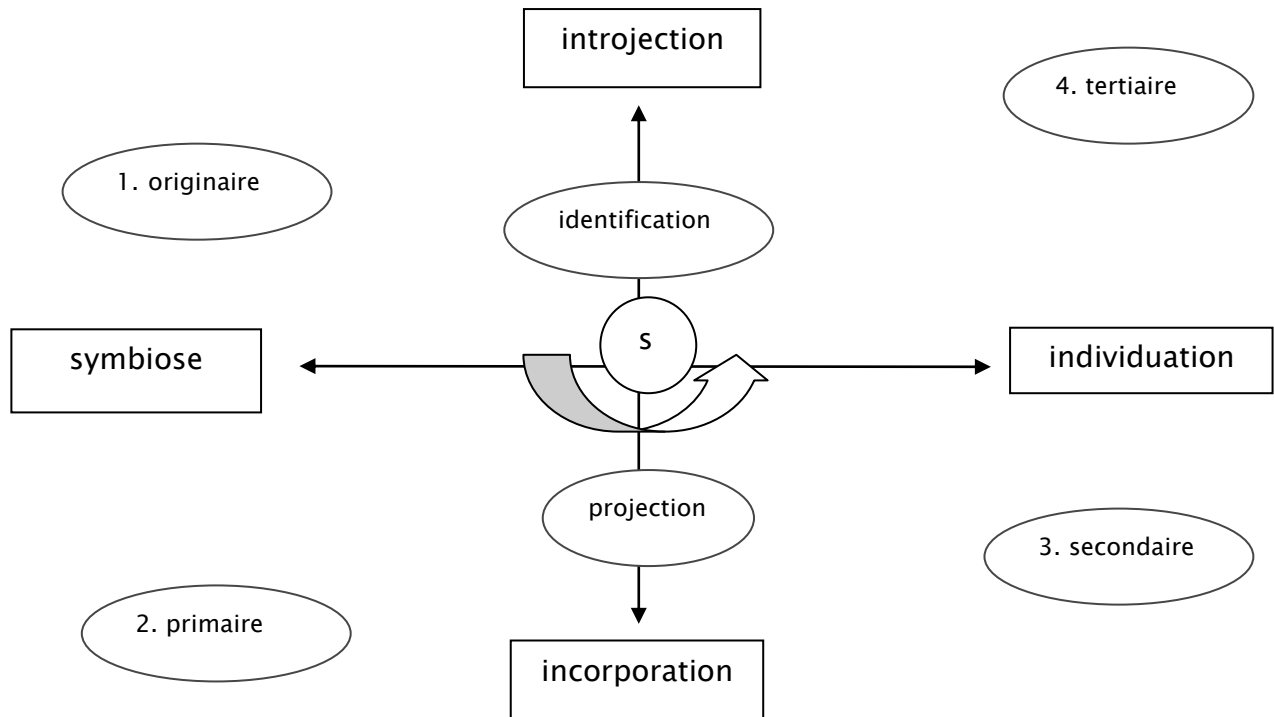 introjection
4. tertiaire
1. originaire
identification
s
symbiose
individuation
projection
3. secondaire
2. primaire
incorporation